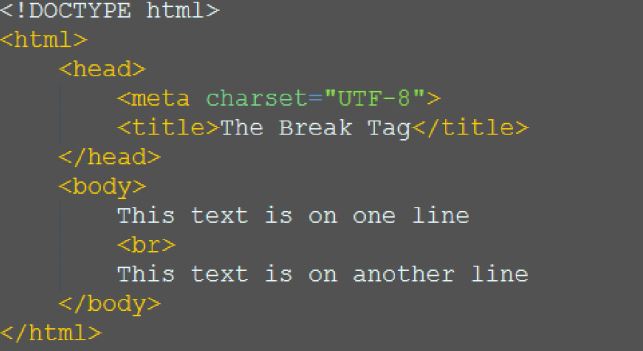 <!DOCTYPE html>
<html>
    <head>
        <meta charset="UTF-8">
        <title>The Break Tag</title>
    </head>
    <body>
        This text is on one line
        <br>
        This text is on another line
    </body>
</html>